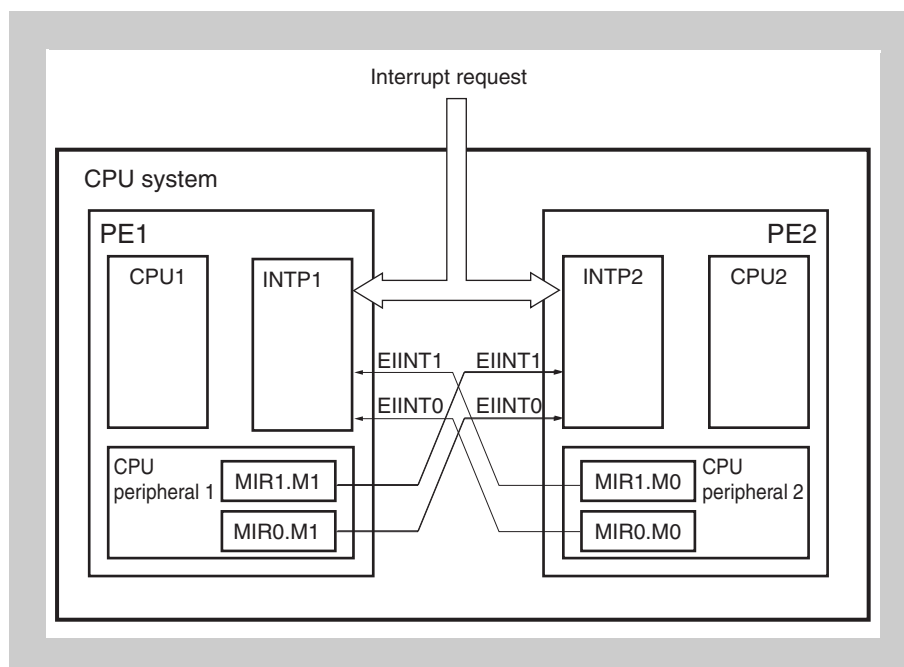 Interrupt request
CPU system
PE1
PE2
CPU1
INTP1
INTP2
CPU2
EIINT1
EIINT1
EIINT0
EIINT0
CPU
peripheral 1
MIR1.M1
MIR0.M1
MIR1.M0
MIR0.M0
CPU
peripheral 2